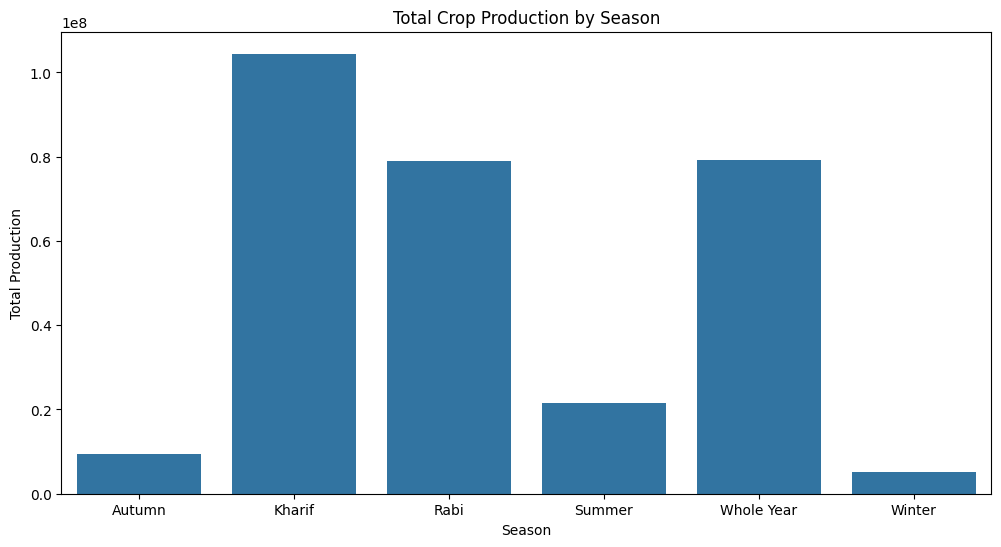 Total Crop Production by Season
1e8
1.0
0.8
0.6
0.4
0.2
0.0
Total Production
Autumn Kharif Rabi Summer Whole Year Winter
Season